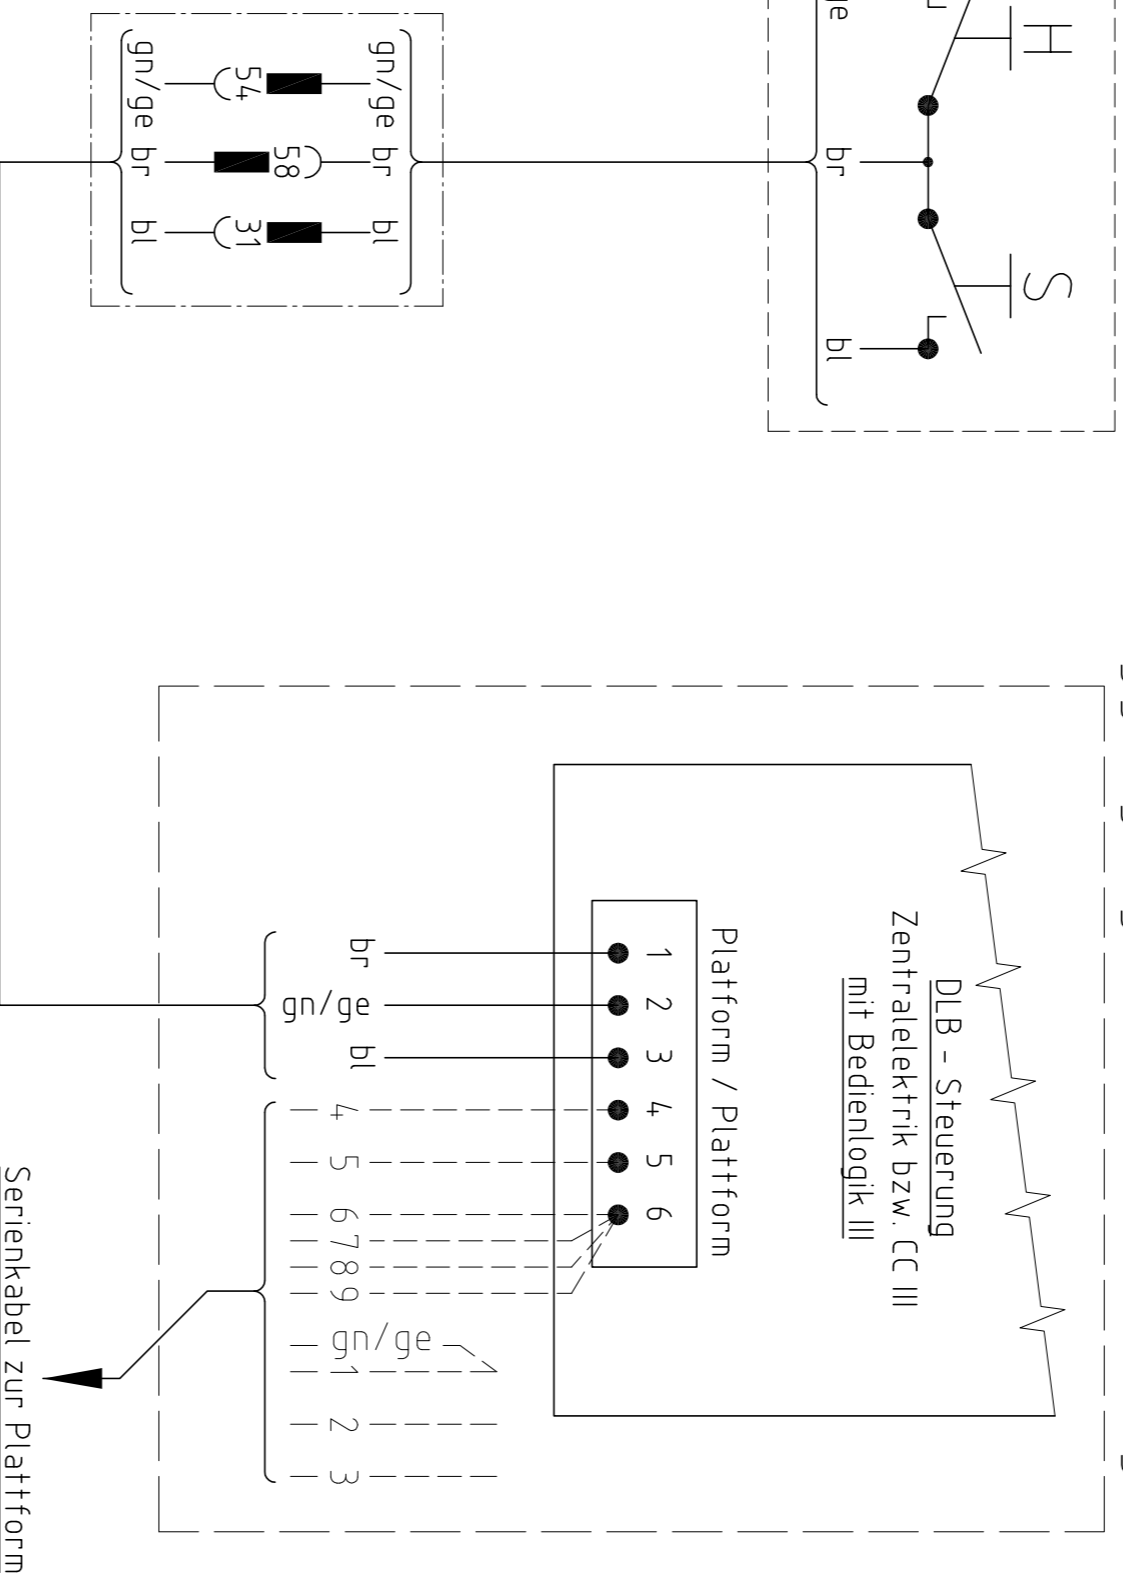 H
S
ge
br
bl
gn/ge
54
gn/ge
br
58
br
bl
31
bl
DLB - Steuerung
Zentralelektrik bzw. CC III
mit Bedienlogik III
Platform / Plattform
1
2
3
4
5
6
br
gn/ge
bl
4
5
6
7
8
9
gn/ge
1
2
3
Serienkabel zur Plattform